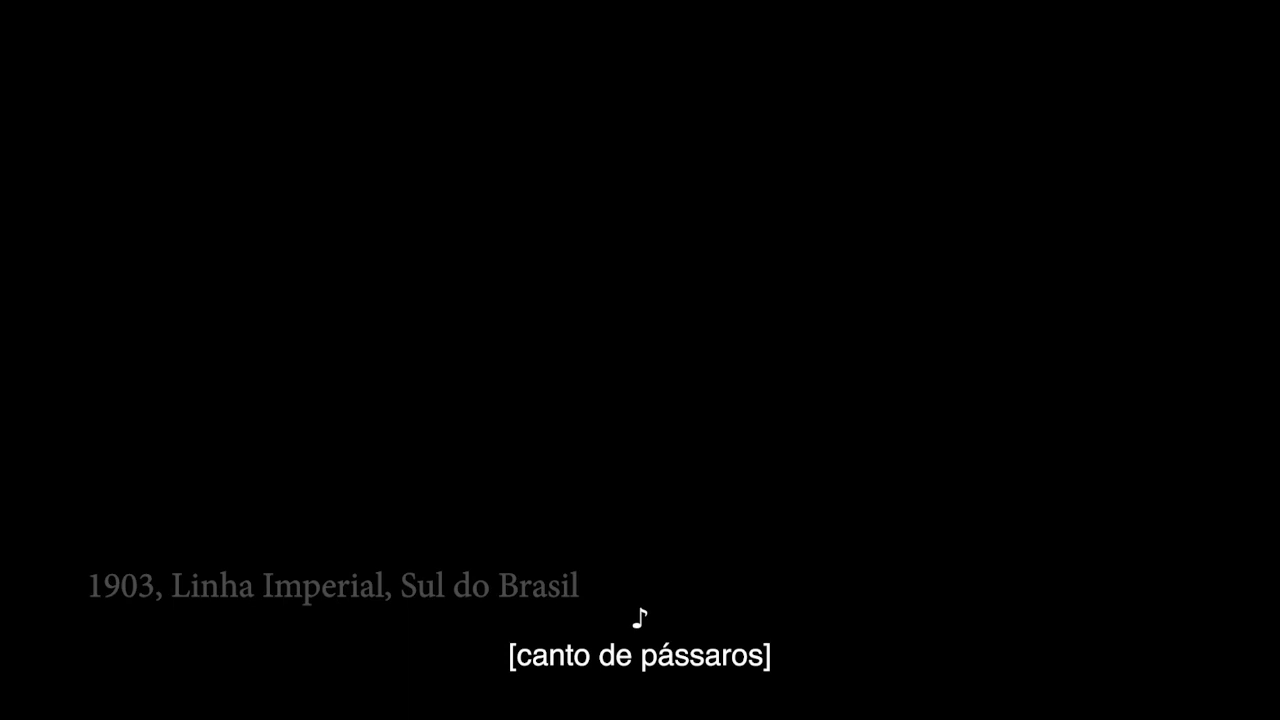 1903, Linha Imperial, Sul do Brasil
♪
[canto de pássaros]